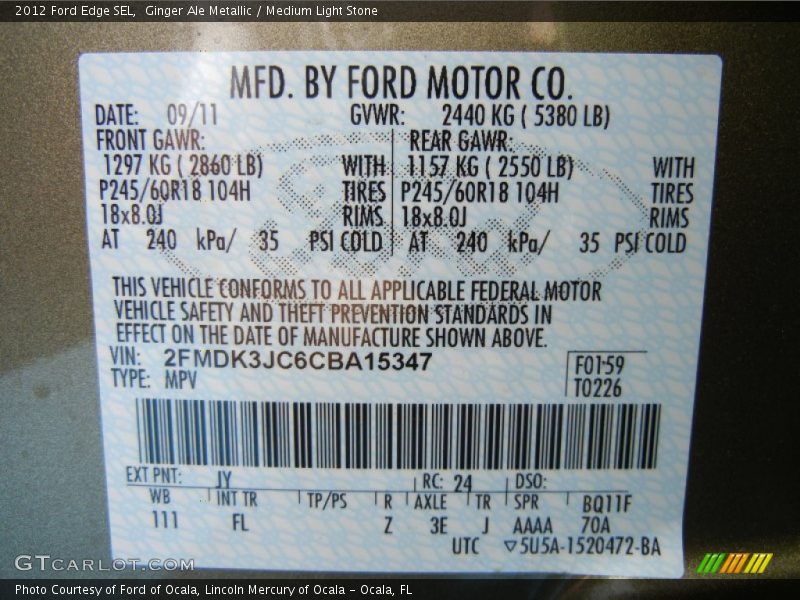 2012 Ford Edge SEL,  Ginger Ale Metallic / Medium Light Stone
MFD. BY FORD MOTOR CO.
DATE: 09/11 GVWR: 2440 KG ( 5380 LB)
FRONT GAWR: REAR GAWR:
1297 KG ( 2860 LB) WITH 1157 KG ( 2550 LB) WITH
P245/60R18 104H TIRES P245/60R18 104H TIRES
18x8.0J RIMS 18x8.0J RIMS
AT 240 kPa/ 35 PSI COLD AT 240 kPa/ 35 PSI COLD
THIS VEHICLE CONFORMS TO ALL APPLICABLE FEDERAL MOTOR
VEHICLE SAFETY AND THEFT PREVENTION STANDARDS IN
EFFECT ON THE DATE OF MANUFACTURE SHOWN ABOVE.
VIN: 2FMDK3JC6CBA15347 F0159
TYPE: MPV T0226
EXT PNT: JY RC: 24 DSO:
WB INT TR TP/PS R AXLE TR SPR BQ11F
111 FL Z 3E J AAAA 70A
UTC ▽5U5A-1520472-BA
GTCarLot.com
Photo Courtesy of Ford of Ocala, Lincoln Mercury of Ocala – Ocala, FL